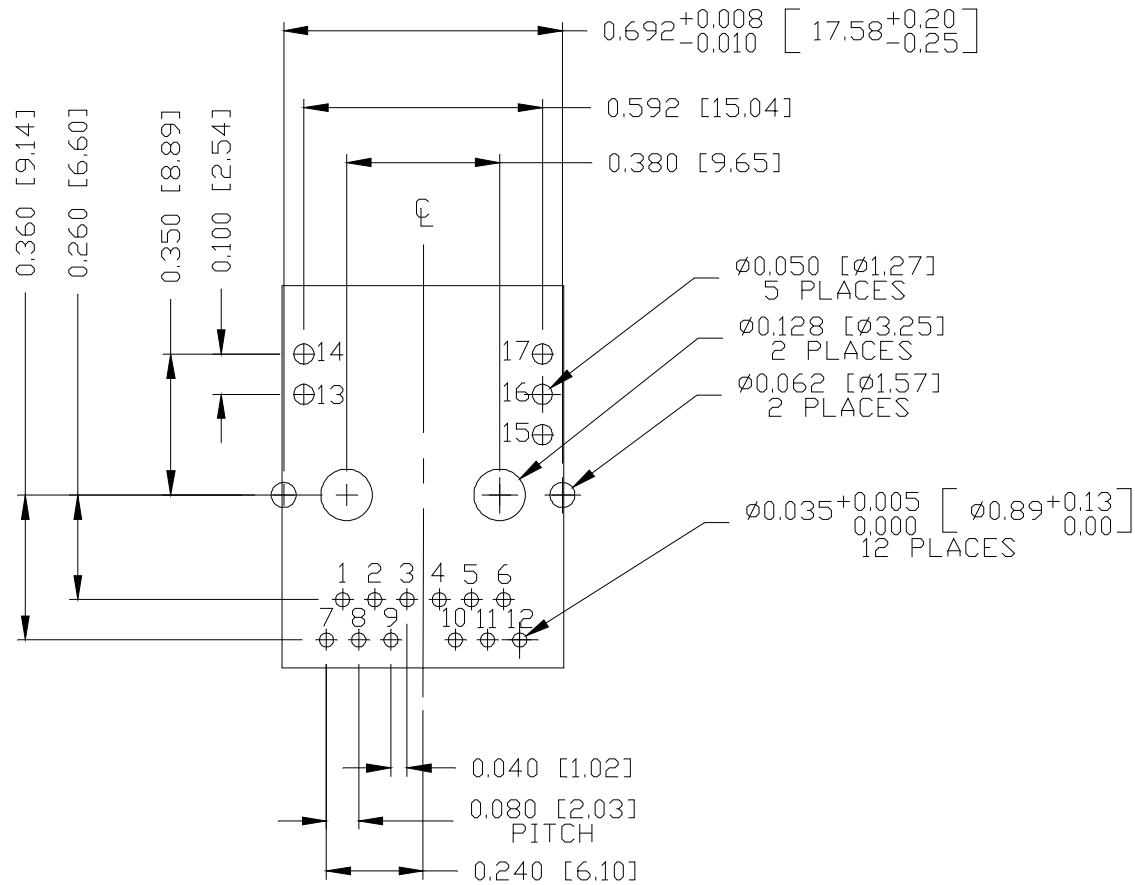 0.692 +0.008 -0.010 [ 17.58 +0.20 -0.25 ]
0.592 [15.04]
0.380 [9.65]
0.360 [9.14]
0.260 [6.60]
0.350 [8.89]
0.100 [2.54]
℄
Ø0.050 [Ø1.27]
5 PLACES
Ø0.128 [Ø3.25]
2 PLACES
Ø0.062 [Ø1.57]
2 PLACES
Ø0.035 +0.005 0.000 [ Ø0.89 +0.13 0.00 ]
12 PLACES
14 17
13 16
15
1 2 3 4 5 6
7 8 9 10 11 12
0.040 [1.02]
0.080 [2.03]
PITCH
0.240 [6.10]